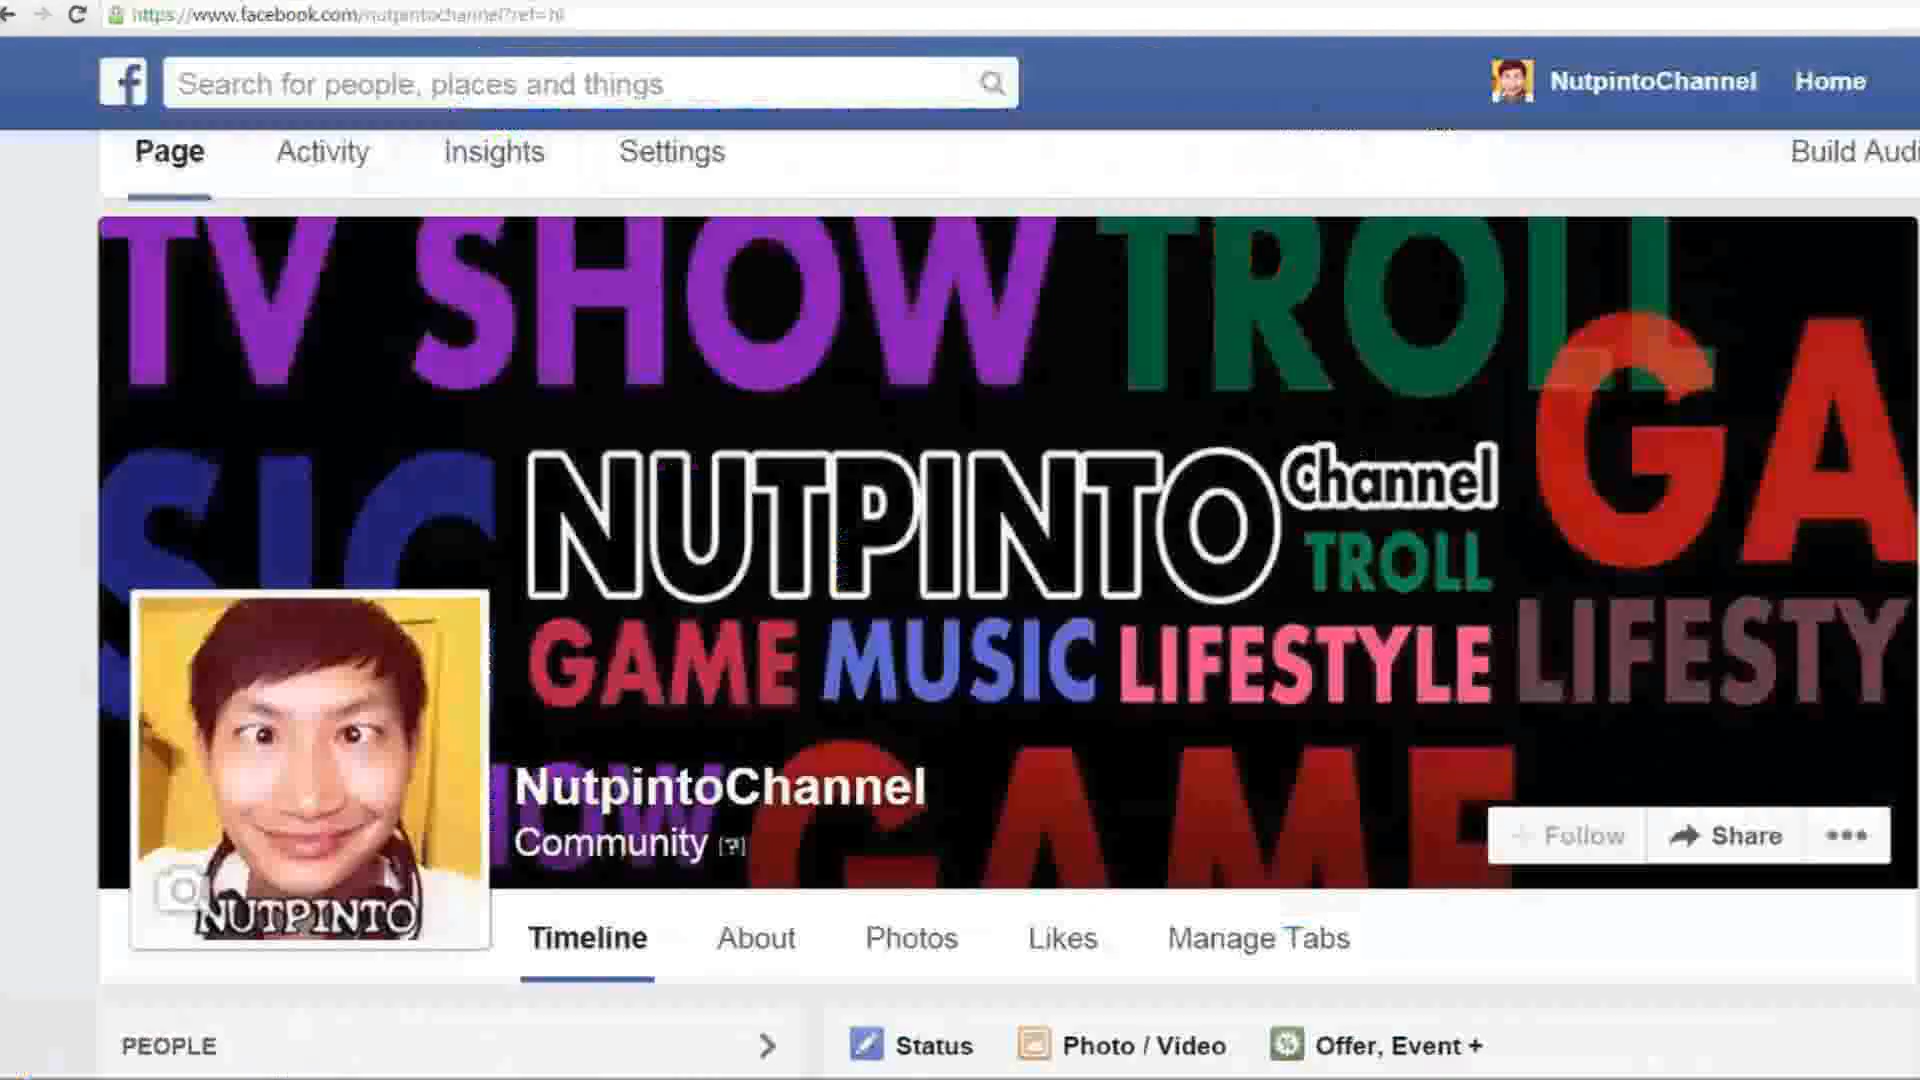 https://www.facebook.com/nutpintochannel?ref=hl
f
Search for people, places and things
NutpintoChannel
Home
Page
Activity
Insights
Settings
Build Audi
TV SHOW TROLL
GA
SIC
NUTPINTO Channel
TROLL
GAME MUSIC LIFESTYLE
LIFESTY
NUTPINTO
NutpintoChannel
Community [?]
HOW
GAME
+ Follow
Share
•••
Timeline
About
Photos
Likes
Manage Tabs
PEOPLE
Status
Photo / Video
Offer, Event +